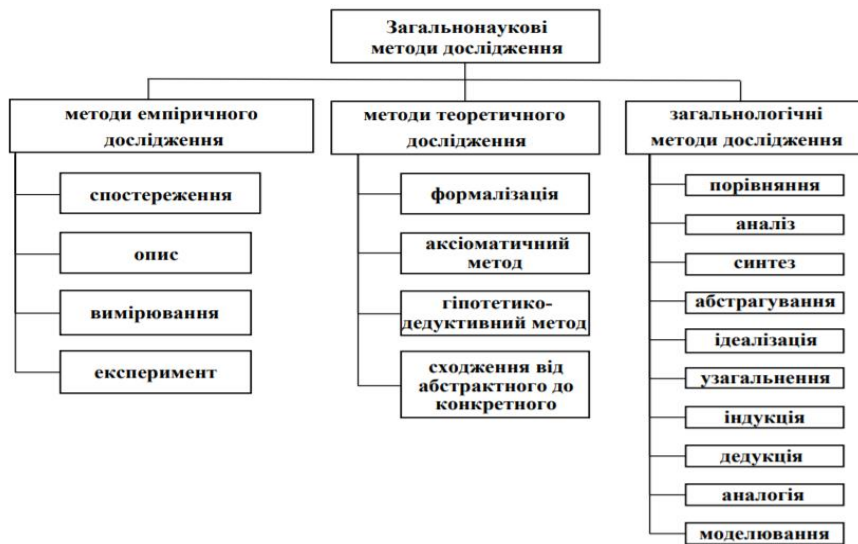 Загальнонаукові
методи дослідження
методи емпіричного
дослідження
спостереження
опис
вимірювання
експеримент
методи теоретичного
дослідження
формалізація
аксіоматичний
метод
гіпотетико-
дедуктивний метод
сходження від
абстрактного до
конкретного
загальнологічні
методи дослідження
порівняння
аналіз
синтез
абстрагування
ідеалізація
узагальнення
індукція
дедукція
аналогія
моделювання